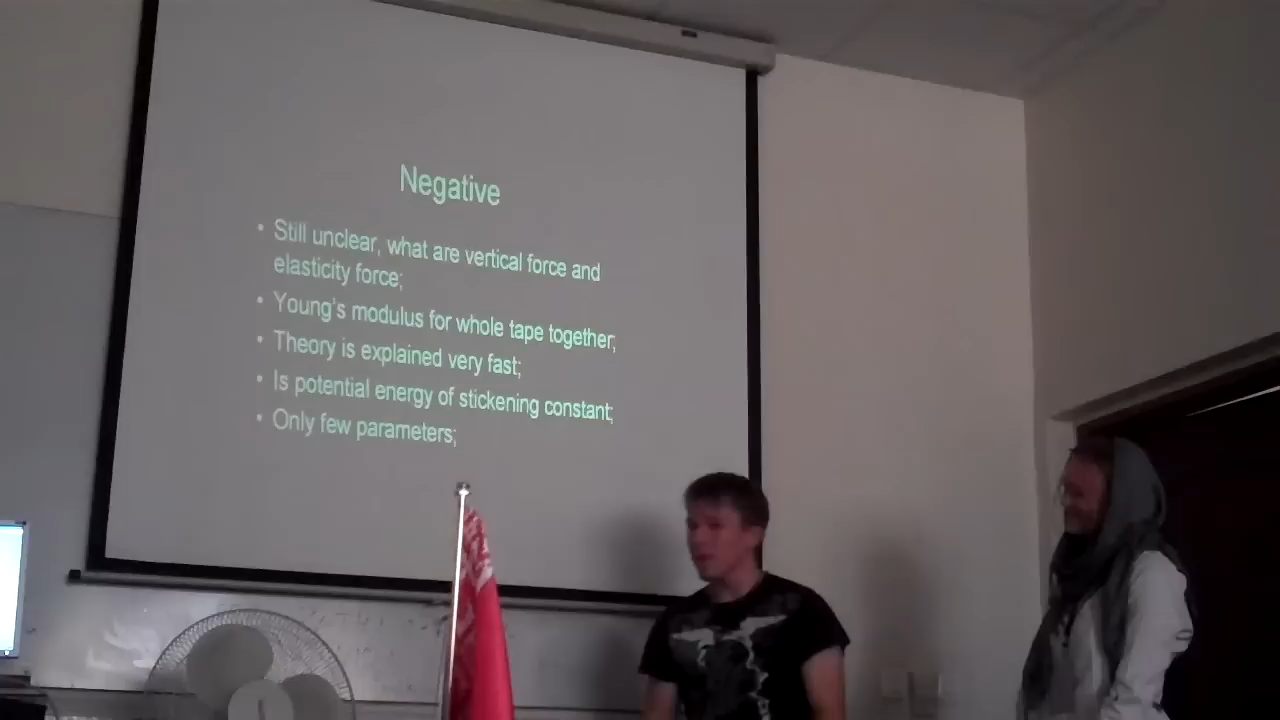 Negative
• Still unclear, what are vertical force and
elasticity force;
• Young's modulus for whole tape together;
• Theory is explained very fast;
• Is potential energy of stickening constant;
• Only few parameters;